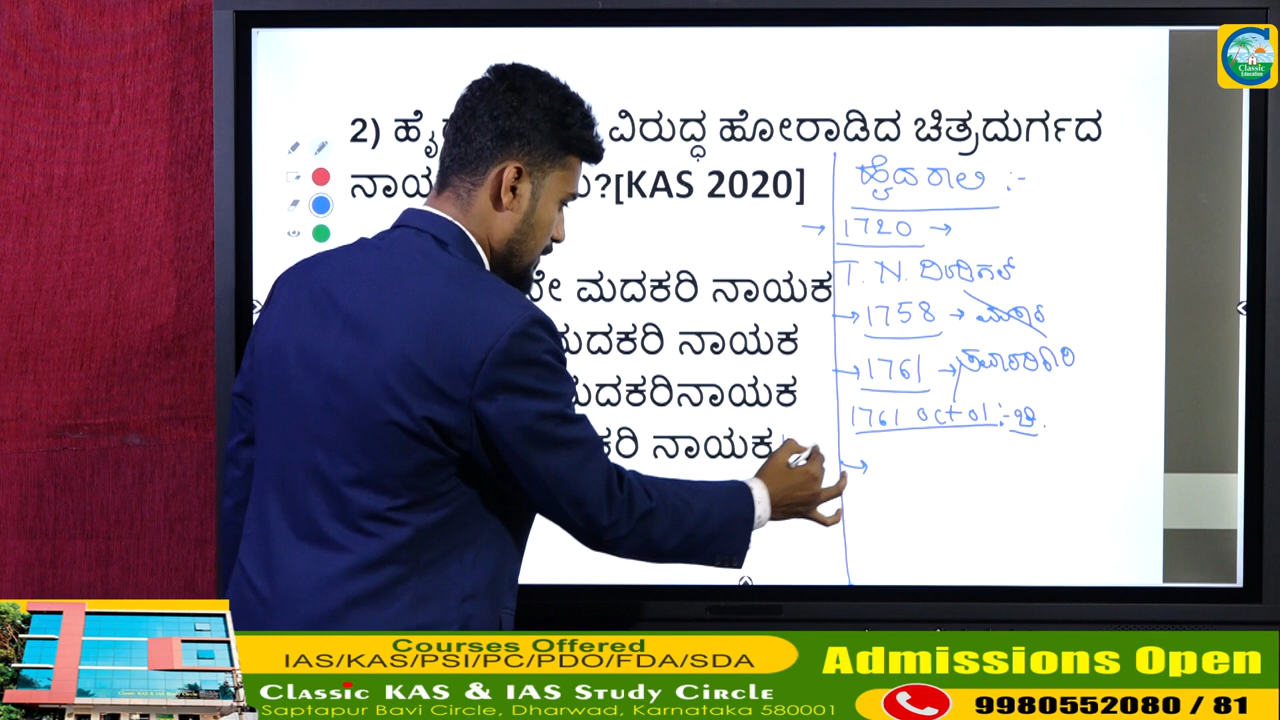 2) ವಿರುದ್ಧ ಹೋರಾಡಿದ ಚಿತ್ರದುರ್ಗದ
?[KAS 2020]
ಮದಕರಿ ನಾಯಕ
ಮದಕರಿ ನಾಯಕ
ಮದಕರಿನಾಯಕ
ನಾಯಕ
ಹೈದರಾಲಿ :-
→ 1720 →
T. N.
→ 1758 →
→ 1761 →
1761 Oct 01 :-
Classic
Education
Courses Offered
IAS/KAS/PSI/PC/PDO/FDA/SDA
Classic KAS & IAS Study Circle
Saptapur Bavi Circle, Dharwad, Karnataka 580001
Admissions Open
9980552080 / 81